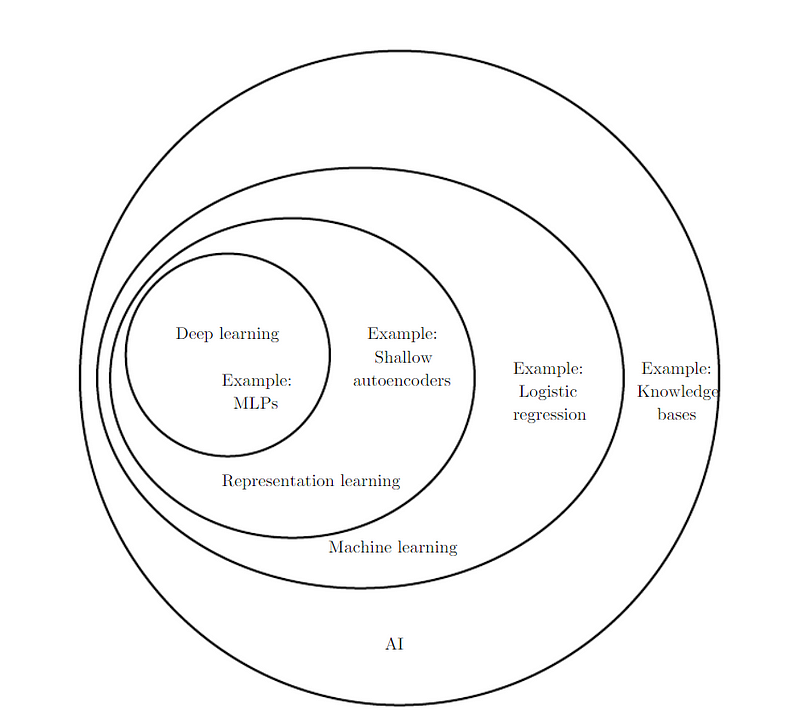 Deep learning
Example:
MLPs
Example:
Shallow
autoencoders
Example:
Logistic
regression
Example:
Knowledge
bases
Representation learning
Machine learning
AI